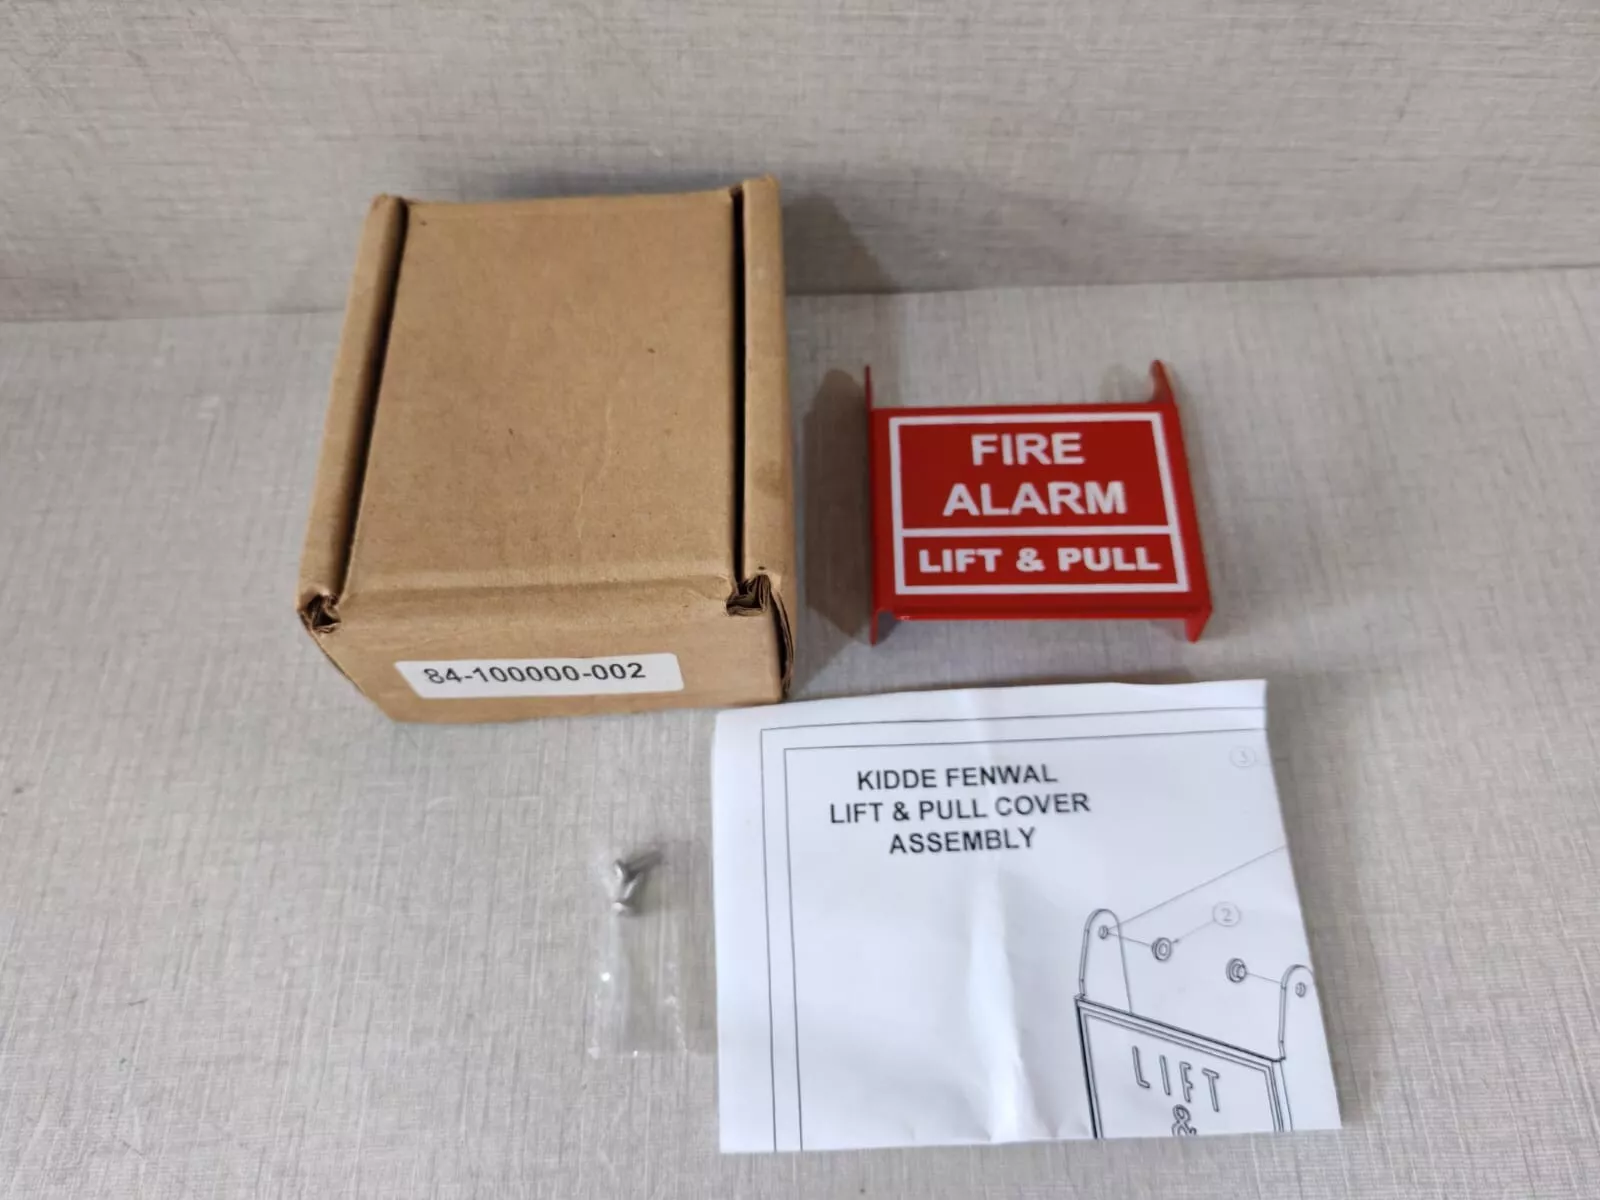 84-100000-002
FIRE
ALARM
LIFT & PULL
KIDDE FENWAL
LIFT & PULL COVER
ASSEMBLY
3
2
LIFT
&